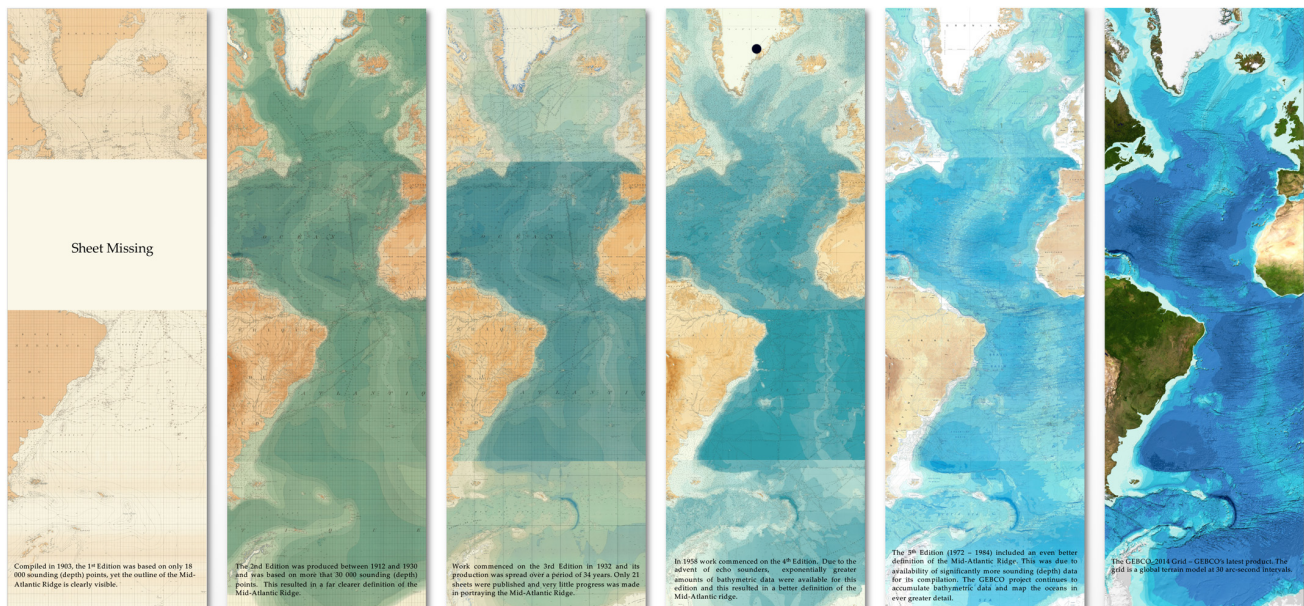 Sheet Missing
Compiled in 1903, the 1st Edition was based on only 18
000 sounding (depth) points, yet the outline of the Mid-
Atlantic Ridge is clearly visible.
The 2nd Edition was produced between 1912 and 1930
and was based on more that 30 000 sounding (depth)
points. This resulted in a far clearer definition of the
Mid-Atlantic Ridge.
Work commenced on the 3rd Edition in 1932 and its
production was spread over a period of 34 years. Only 21
sheets were published and very little progress was made
in portraying the Mid-Atlantic Ridge.
In 1958 work commenced on the 4th Edition. Due to the
advent of echo sounders, exponentially greater
amounts of bathymetric data were available for this
edition and this resulted in a better definition of the
Mid-Atlantic ridge.
The 5th Edition (1972 – 1984) included an even better
definition of the Mid-Atlantic Ridge. This was due to
availability of significantly more sounding (depth) data
for its compilation. The GEBCO project continues to
accumulate bathymetric data and map the oceans in
ever greater detail.
The GEBCO_2014 Grid – GEBCO's latest product. The
grid is a global terrain model at 30 arc-second intervals.